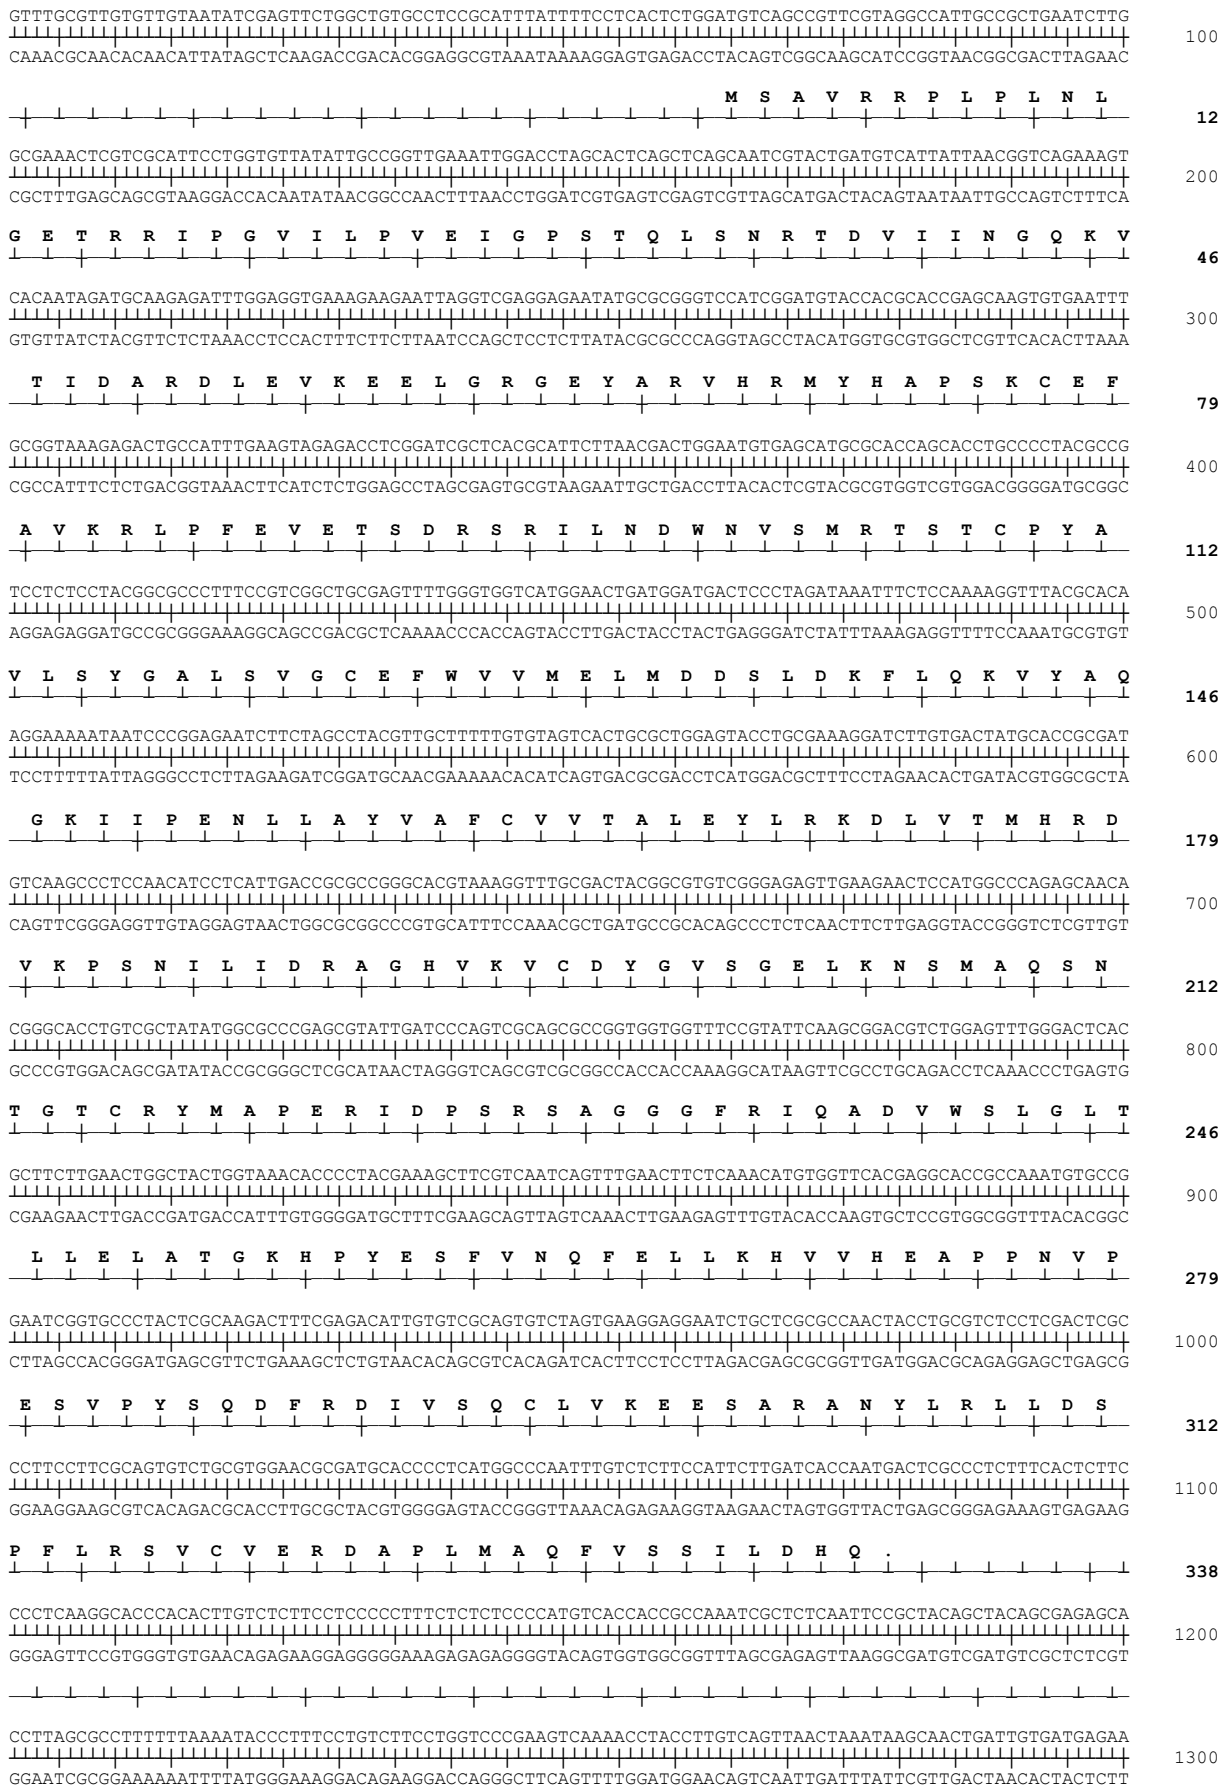 GTTTGCGTTGTGTTGTAATATCGAGTTCTGGCTGTGCCTCCGCATTTATTTTCCTCACTCTGGATGTCAGCCGTTCGTAGGCCATTGCCGCTGAATCTTG
100
CAAACGCAACACAACATTATAGCTCAAGACCGACACGGAGGCGTAAATAAAAGGAGTGAGACCTACAGTCGGCAAGCATCCGGTAACGGCGACTTAGAAC
M S A V R R P L P L N L
12
GCGAAACTCGTCGCATTCCTGGTGTTATATTGCCGGTTGAAATTGGACCTAGCACTCAGCTCAGCAATCGTACTGATGTCATTATTAACGGTCAGAAAGT
200
CGCTTTGAGCAGCGTAAGGACCACAATATAACGGCCAACTTTAACCTGGATCGTGAGTCGAGTCGTTAGCATGACTACAGTAATAATTGCCAGTCTTTCA
G E T R R I P G V I L P V E I G P S T Q L S N R T D V I I N G Q K V
46
CACAATAGATGCAAGAGATTTGGAGGTGAAAGAAGAATTAGGTCGAGGAGAATATGCGCGGGTCCATCGGATGTACCACGCACCGAGCAAGTGTGAATTT
300
GTGTTATCTACGTTCTCTAAACCTCCACTTTCTTCTTAATCCAGCTCCTCTTATACGCGCCCAGGTAGCCTACATGGTGCGTGGCTCGTTCACACTTAAA
T I D A R D L E V K E E L G R G E Y A R V H R M Y H A P S K C E F
79
GCGGTAAAGAGACTGCCATTTGAAGTAGAGACCTCGGATCGCTCACGCATTCTTAACGACTGGAATGTGAGCATGCGCACCAGCACCTGCCCCTACGCCG
400
CGCCATTTCTCTGACGGTAAACTTCATCTCTGGAGCCTAGCGAGTGCGTAAGAATTGCTGACCTTACACTCGTACGCGTGGTCGTGGACGGGGATGCGGC
A V K R L P F E V E T S D R S R I L N D W N V S M R T S T C P Y A
112
TCCTCTCCTACGGCGCCCTTTCCGTCGGCTGCGAGTTTTGGGTGGTCATGGAACTGATGGATGACTCCCTAGATAAATTTCTCCAAAAGGTTTACGCACA
500
AGGAGAGGATGCCGCGGGAAAGGCAGCCGACGCTCAAAACCCACCAGTACCTTGACTACCTACTGAGGGATCTATTTAAAGAGGTTTTCCAAATGCGTGT
V L S Y G A L S V G C E F W V V M E L M D D S L D K F L Q K V Y A Q
146
AGGAAAAATAATCCCGGAGAATCTTCTAGCCTACGTTGCTTTTTGTGTAGTCACTGCGCTGGAGTACCTGCGAAAGGATCTTGTGACTATGCACCGCGAT
600
TCCTTTTTATTAGGGCCTCTTAGAAGATCGGATGCAACGAAAAACACATCAGTGACGCGACCTCATGGACGCTTTCCTAGAACACTGATACGTGGCGCTA
G K I I P E N L L A Y V A F C V V T A L E Y L R K D L V T M H R D
179
GTCAAGCCCTCCAACATCCTCATTGACCGCGCCGGGCACGTAAAGGTTTGCGACTACGGCGTGTCGGGAGAGTTGAAGAACTCCATGGCCCAGAGCAACA
700
CAGTTCGGGAGGTTGTAGGAGTAACTGGCGCGGCCCGTGCATTTCCAAACGCTGATGCCGCACAGCCCTCTCAACTTCTTGAGGTACCGGGTCTCGTTGT
V K P S N I L I D R A G H V K V C D Y G V S G E L K N S M A Q S N
212
CGGGCACCTGTCGCTATATGGCGCCCGAGCGTATTGATCCCAGTCGCAGCGCCGGTGGTGGTTTCCGTATTCAAGCGGACGTCTGGAGTTTGGGACTCAC
800
GCCCGTGGACAGCGATATACCGCGGGCTCGCATAACTAGGGTCAGCGTCGCGGCCACCACCAAAGGCATAAGTTCGCCTGCAGACCTCAAACCCTGAGTG
T G T C R Y M A P E R I D P S R S A G G G F R I Q A D V W S L G L T
246
GCTTCTTGAACTGGCTACTGGTAAACACCCCTACGAAAGCTTCGTCAATCAGTTTGAACTTCTCAAACATGTGGTTCACGAGGCACCGCCAAATGTGCCG
900
CGAAGAACTTGACCGATGACCATTTGTGGGGATGCTTTCGAAGCAGTTAGTCAAACTTGAAGAGTTTGTACACCAAGTGCTCCGTGGCGGTTTACACGGC
L L E L A T G K H P Y E S F V N Q F E L L K H V V H E A P P N V P
279
GAATCGGTGCCCTACTCGCAAGACTTTCGAGACATTGTGTCGCAGTGTCTAGTGAAGGAGGAATCTGCTCGCGCCAACTACCTGCGTCTCCTCGACTCGC
1000
CTTAGCCACGGGATGAGCGTTCTGAAAGCTCTGTAACACAGCGTCACAGATCACTTCCTCCTTAGACGAGCGCGGTTGATGGACGCAGAGGAGCTGAGCG
E S V P Y S Q D F R D I V S Q C L V K E E S A R A N Y L R L L D S
312
CCTTCCTTCGCAGTGTCTGCGTGGAACGCGATGCACCCCTCATGGCCCAATTTGTCTCTTCCATTCTTGATCACCAATGACTCGCCCTCTTTCACTCTTC
1100
GGAAGGAAGCGTCACAGACGCACCTTGCGCTACGTGGGGAGTACCGGGTTAAACAGAGAAGGTAAGAACTAGTGGTTACTGAGCGGGAGAAAGTGAGAAG
P F L R S V C V E R D A P L M A Q F V S S I L D H Q .
338
CCCTCAAGGCACCCACACTTGTCTCTTCCTCCCCCTTTCTCTCTCCCCATGTCACCACCGCCAAATCGCTCTCAATTCCGCTACAGCTACAGCGAGAGCA
1200
GGGAGTTCCGTGGGTGTGAACAGAGAAGGAGGGGGAAAGAGAGAGGGGTACAGTGGTGGCGGTTTAGCGAGAGTTAAGGCGATGTCGATGTCGCTCTCGT
CCTTAGCGCCTTTTTTAAAATACCCTTTCCTGTCTTCCTGGTCCCGAAGTCAAAACCTACCTTGTCAGTTAACTAAATAAGCAACTGATTGTGATGAGAA
1300
GGAATCGCGGAAAAAATTTTATGGGAAAGGACAGAAGGACCAGGGCTTCAGTTTTGGATGGAACAGTCAATTGATTTATTCGTTGACTAACACTACTCTT